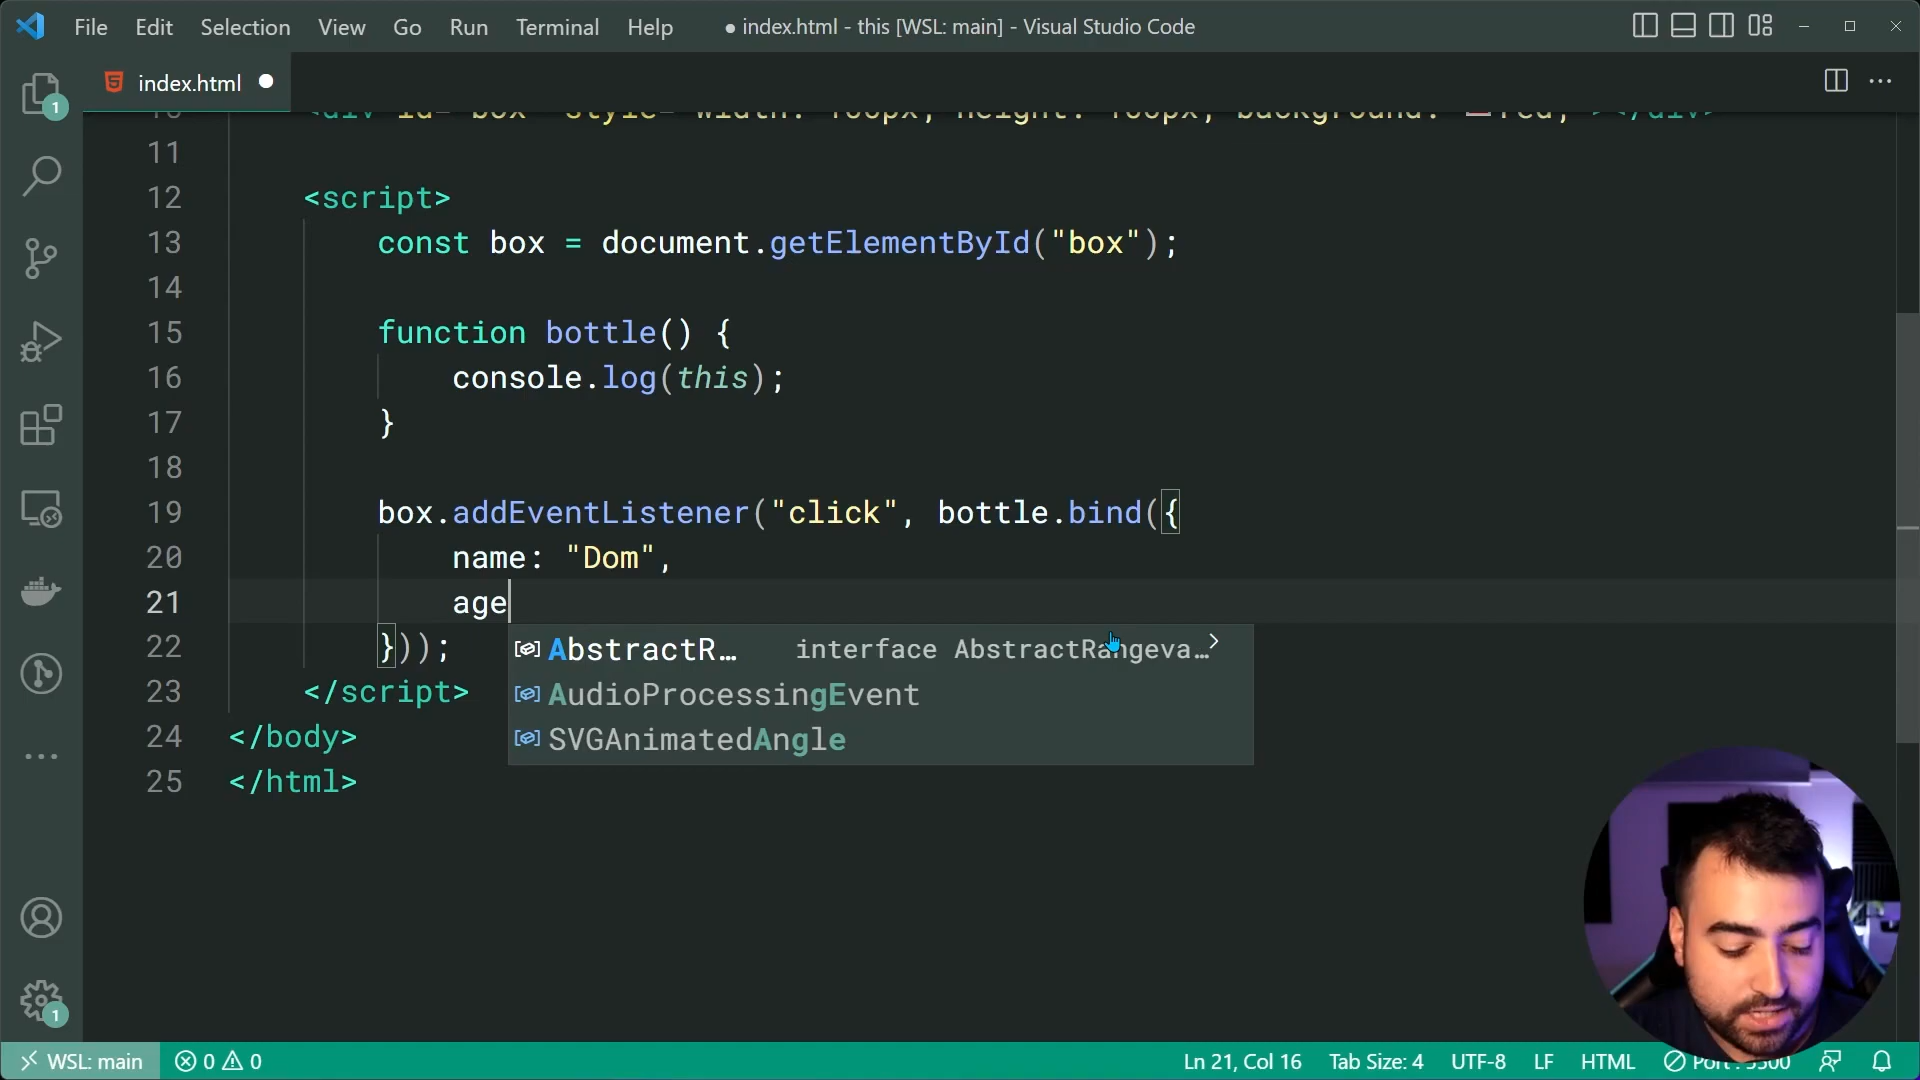 File Edit Selection View Go Run Terminal Help ● index.html - this [WSL: main] - Visual Studio Code
index.html
11
12 <script>
13 const box = document.getElementById("box");
14
15 function bottle() {
16 console.log(this);
17 }
18
19 box.addEventListener("click", bottle.bind({
20 name: "Dom",
21 age
22 }));
AbstractR… interface AbstractRangeva…
23 </script>
AudioProcessingEvent
24 </body>
SVGAnimatedAngle
25 </html>
1
1
WSL: main 0 0 Ln 21, Col 16 Tab Size: 4 UTF-8 LF HTML